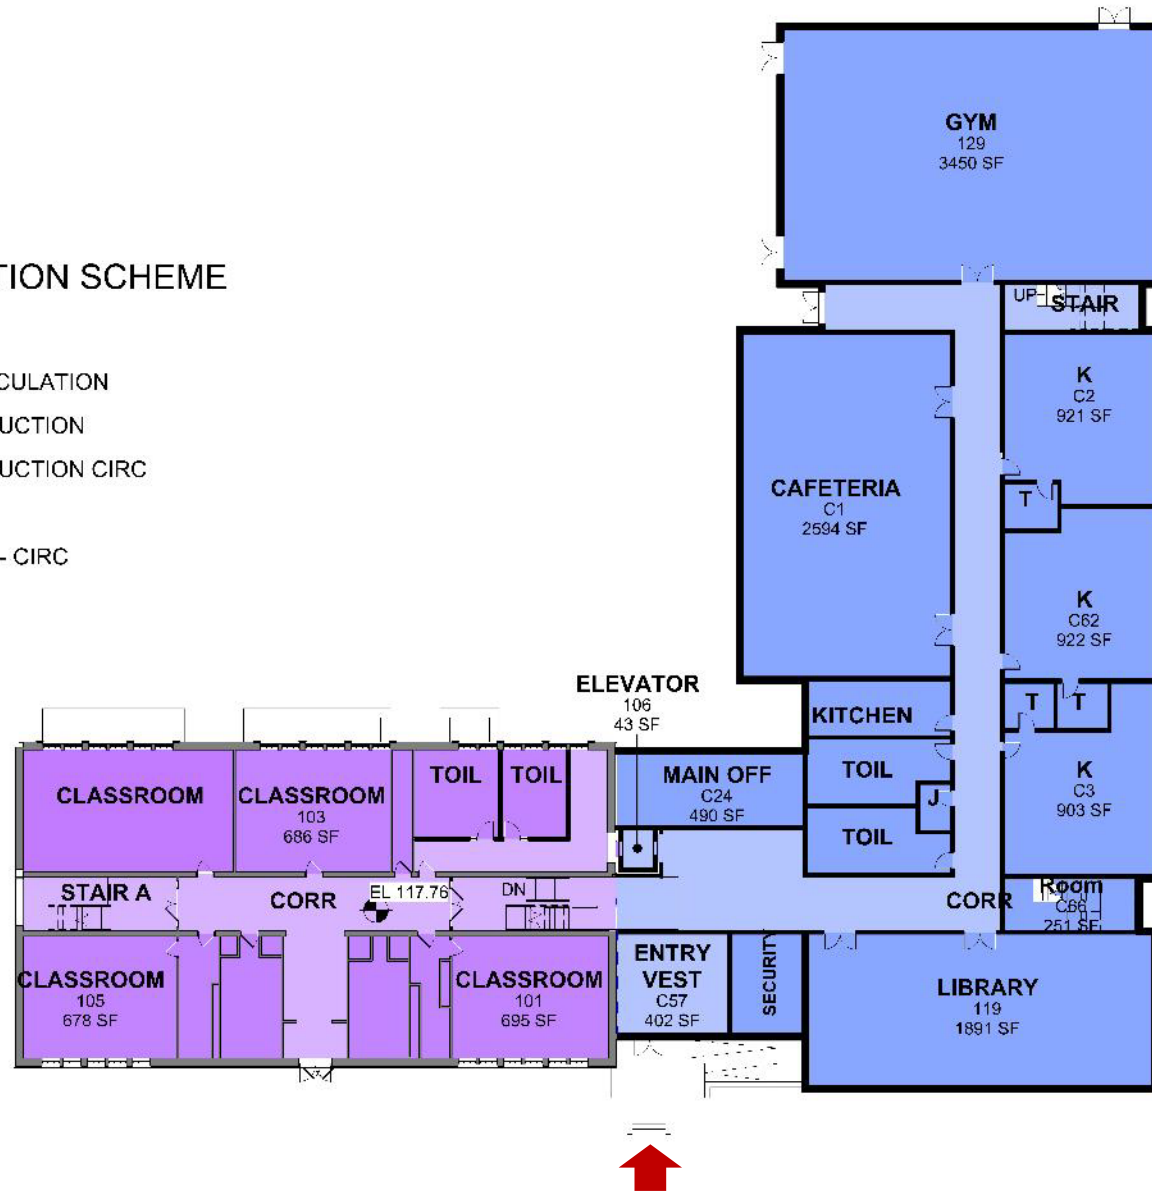 GYM
129
3450 SF
TION SCHEME
UP
STAIR
CULATION
UCTION
UCTION CIRC
- CIRC
K
C2
921 SF
T
CAFETERIA
C1
2594 SF
K
C62
922 SF
ELEVATOR
106
43 SF
T
T
KITCHEN
CLASSROOM
CLASSROOM
103
686 SF
TOIL
TOIL
MAIN OFF
C24
490 SF
TOIL
J
TOIL
K
C3
903 SF
STAIR A
CORR
EL 117.76
DN
CORR
Room
C66
251 SF
CLASSROOM
105
678 SF
CLASSROOM
101
695 SF
ENTRY
VEST
C57
402 SF
SECURITY
LIBRARY
119
1891 SF